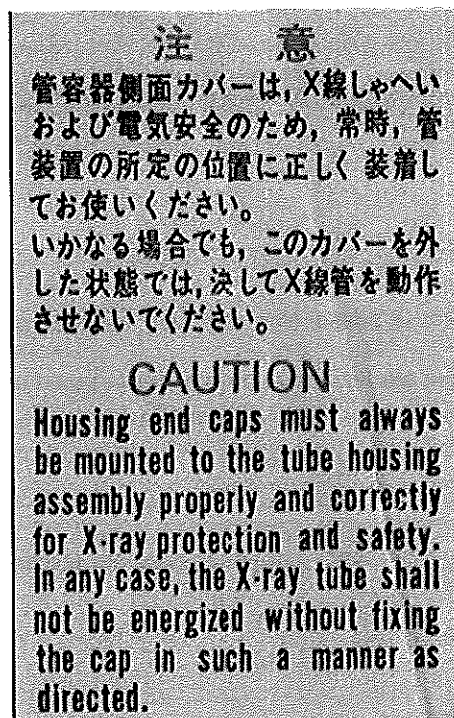 注 意
管容器側面カバーは, X線しゃへい
および電気安全のため, 常時, 管
装置の所定の位置に正しく 装着し
てお使いください。
いかなる場合でも, このカバーを外
した状態では, 決してX線管を動作
させないでください。
CAUTION
Housing end caps must always
be mounted to the tube housing
assembly properly and correctly
for X-ray protection and safety.
In any case, the X-ray tube shall
not be energized without fixing
the cap in such a manner as
directed.